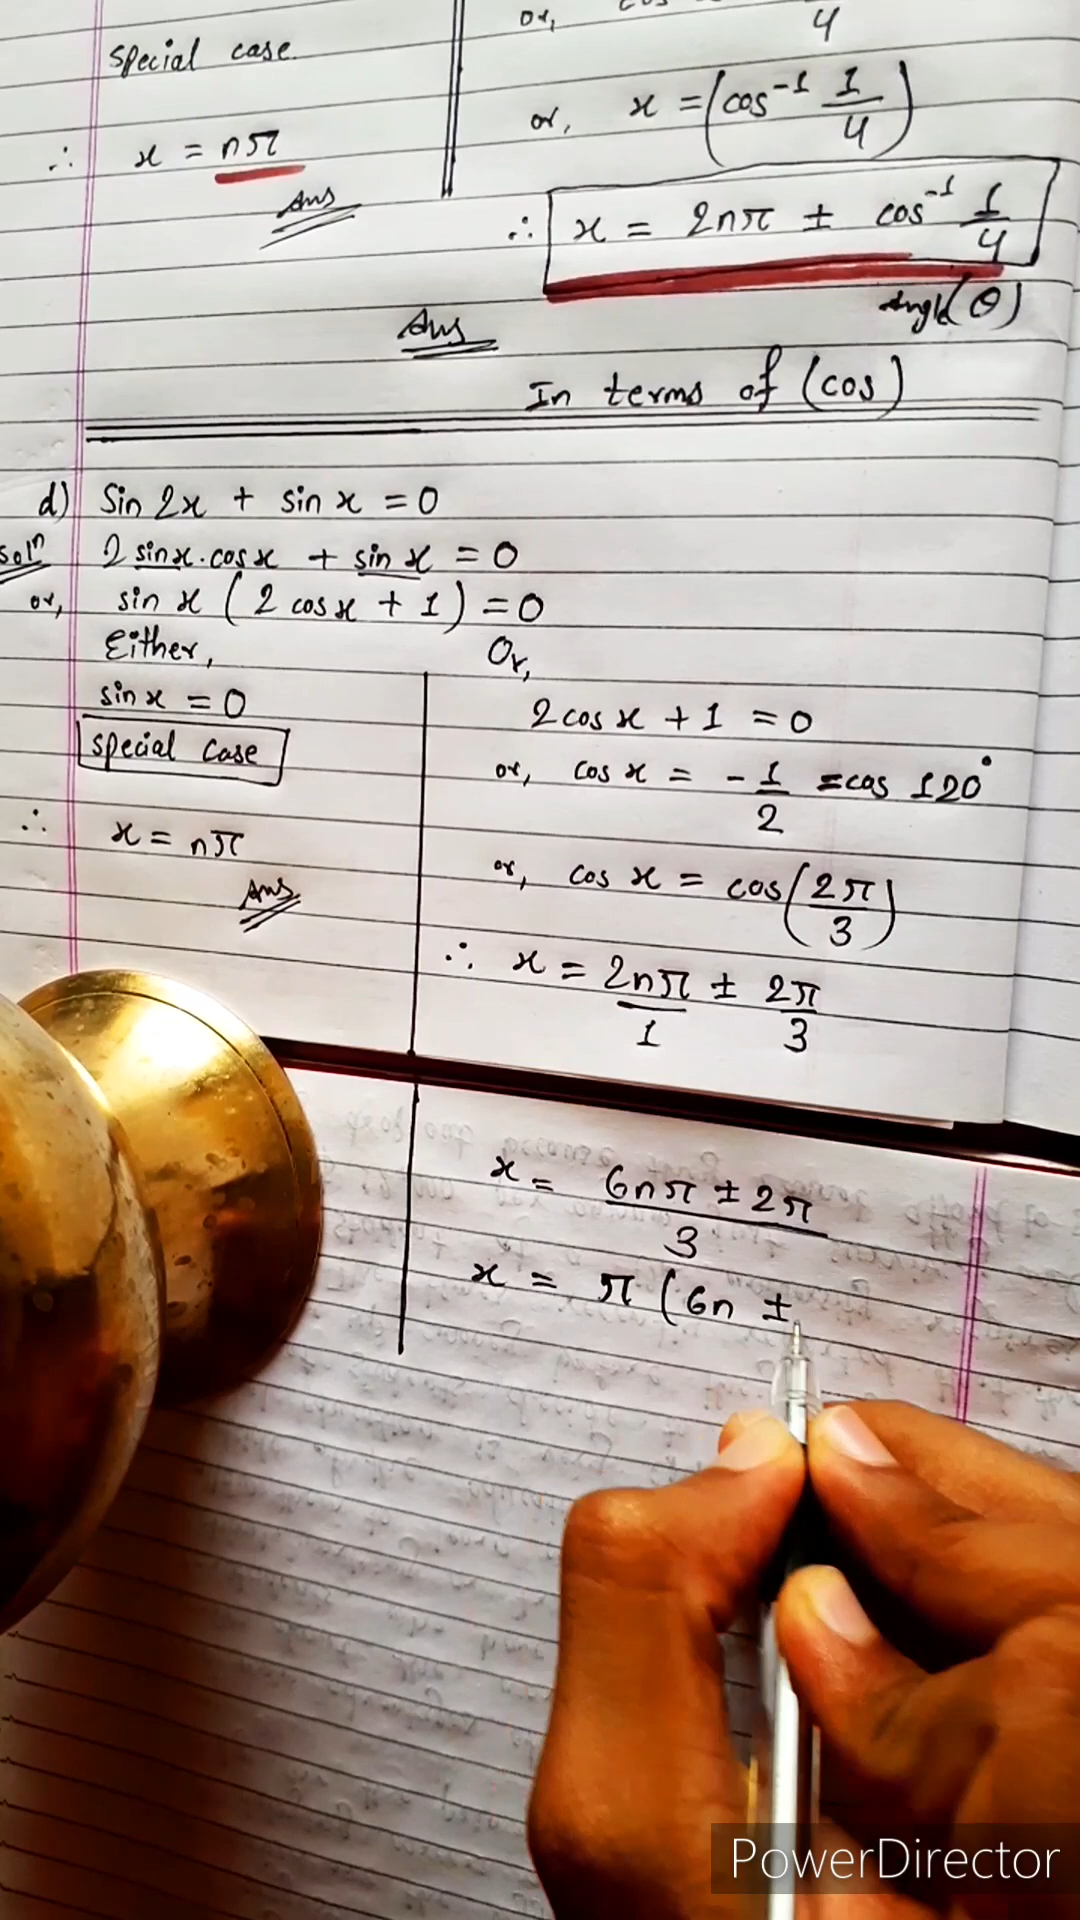 special case.
∴ x = nπ
Ans
or,
4
or, x = (cos⁻¹ 1/4)
∴ x = 2nπ ± cos⁻¹ 1/4
Angle(θ)
Ans
In terms of (cos)
d) Sin 2x + sin x = 0
Solⁿ 2 sinx.cosx + sin x = 0
or, sin x (2 cosx + 1) = 0
Either,
sin x = 0
special case
∴ x = nπ
Ans
Or,
2 cos x + 1 = 0
or, cos x = -1/2 = cos 120°
or, cos x = cos(2π/3)
∴ x = 2nπ/1 ± 2π/3
x = 6nπ ± 2π/3
x = π (6n ±
PowerDirector